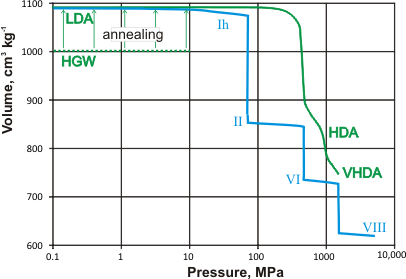 1100
LDA
Ih
annealing
HGW
1000
Volume, cm³ kg⁻¹
900
II
HDA
800
VI
VHDA
700
VIII
600
0.1
1
10
100
1000
10,000
Pressure, MPa